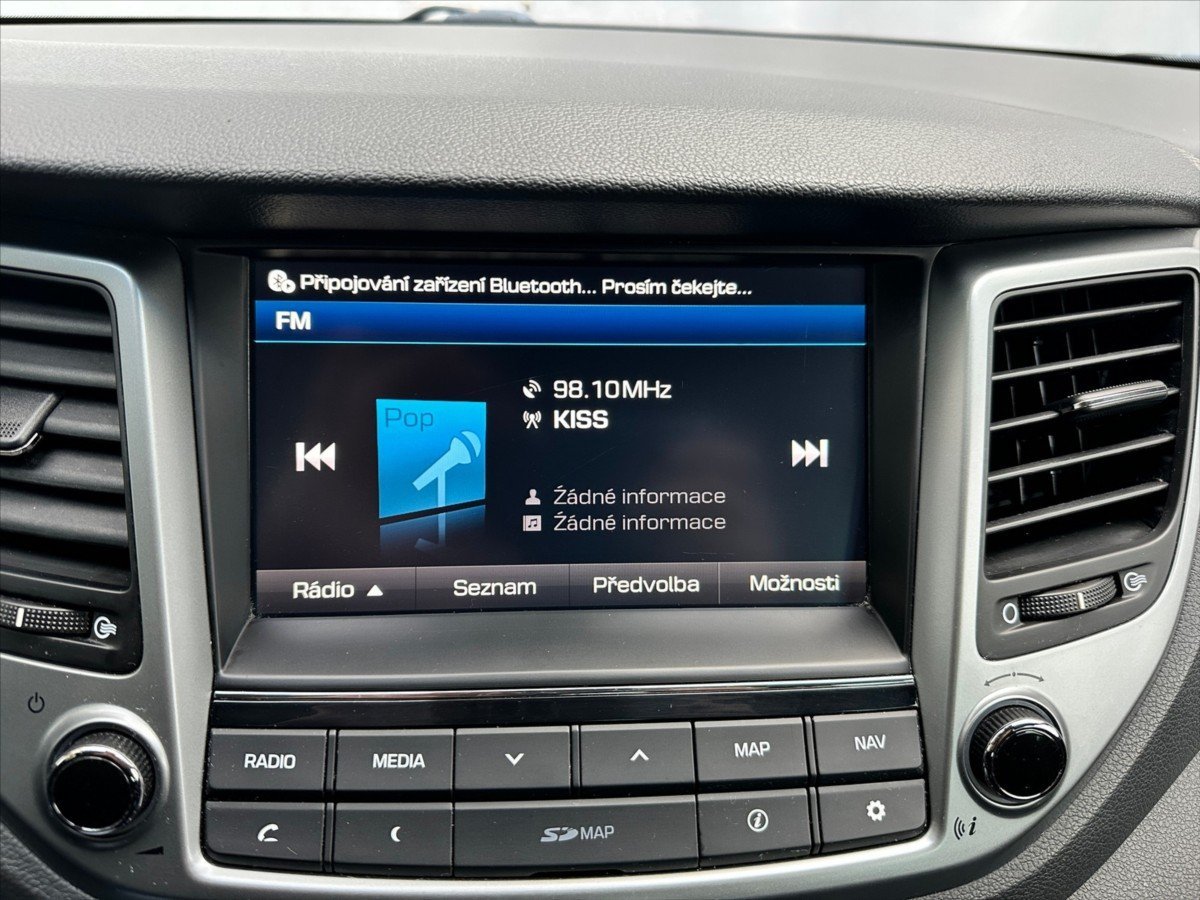 Připojování zařízení Bluetooth... Prosím čekejte...
FM
Pop
98.10MHz
KISS
Žádné informace
Žádné informace
Rádio ▲ Seznam Předvolba Možnosti
RADIO MEDIA MAP NAV
SD MAP i
i